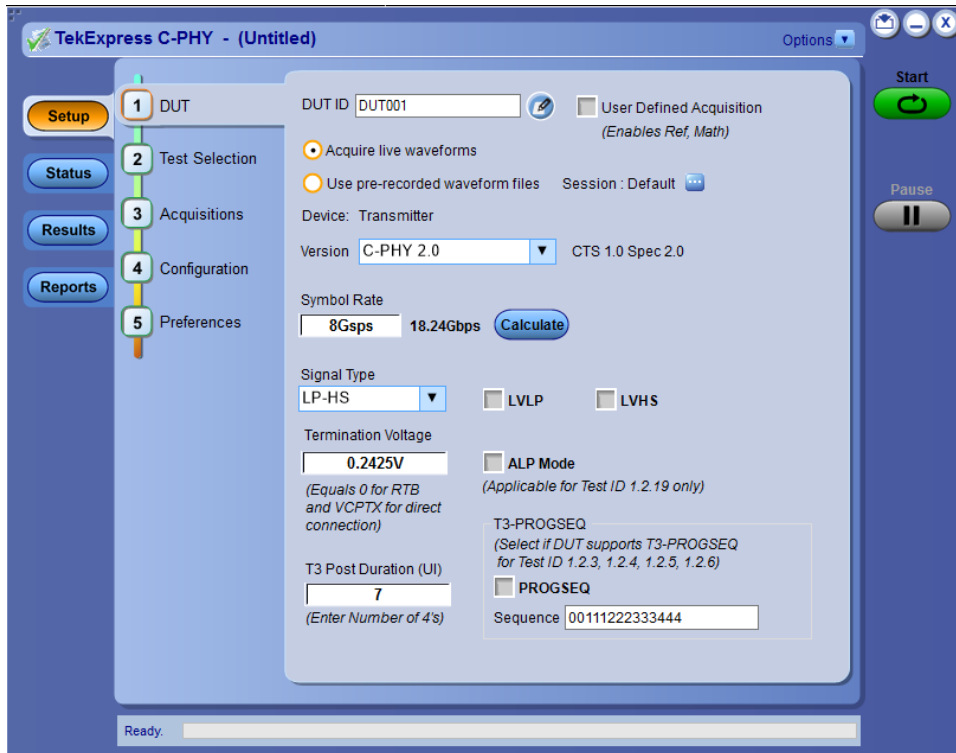 TekExpress C-PHY - (Untitled)
Options
X
Start
Pause
Setup
Status
Results
Reports
1 DUT
2 Test Selection
3 Acquisitions
4 Configuration
5 Preferences
DUT ID DUT001
User Defined Acquisition
(Enables Ref, Math)
Acquire live waveforms
Use pre-recorded waveform files Session : Default ...
Device: Transmitter
Version C-PHY 2.0 CTS 1.0 Spec 2.0
Symbol Rate
8Gsps 18.24Gbps Calculate
Signal Type
LP-HS LVLP LVHS
Termination Voltage
0.2425V
(Equals 0 for RTB
and VCPTX for direct
connection)
ALP Mode
(Applicable for Test ID 1.2.19 only)
T3 Post Duration (UI)
7
(Enter Number of 4's)
T3-PROGSEQ
(Select if DUT supports T3-PROGSEQ
for Test ID 1.2.3, 1.2.4, 1.2.5, 1.2.6)
PROGSEQ
Sequence 00111222333444
Ready.